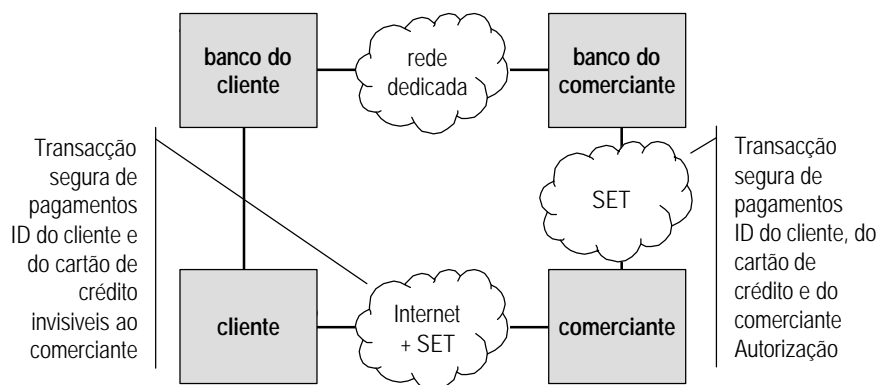 banco do
cliente
rede
dedicada
banco do
comerciante
Transacção
segura de
pagamentos
ID do cliente e
do cartão de
crédito
invisiveis ao
comerciante
SET
Transacção
segura de
pagamentos
ID do cliente, do
cartão de
crédito e do
comerciante
Autorização
cliente
Internet
+ SET
comerciante